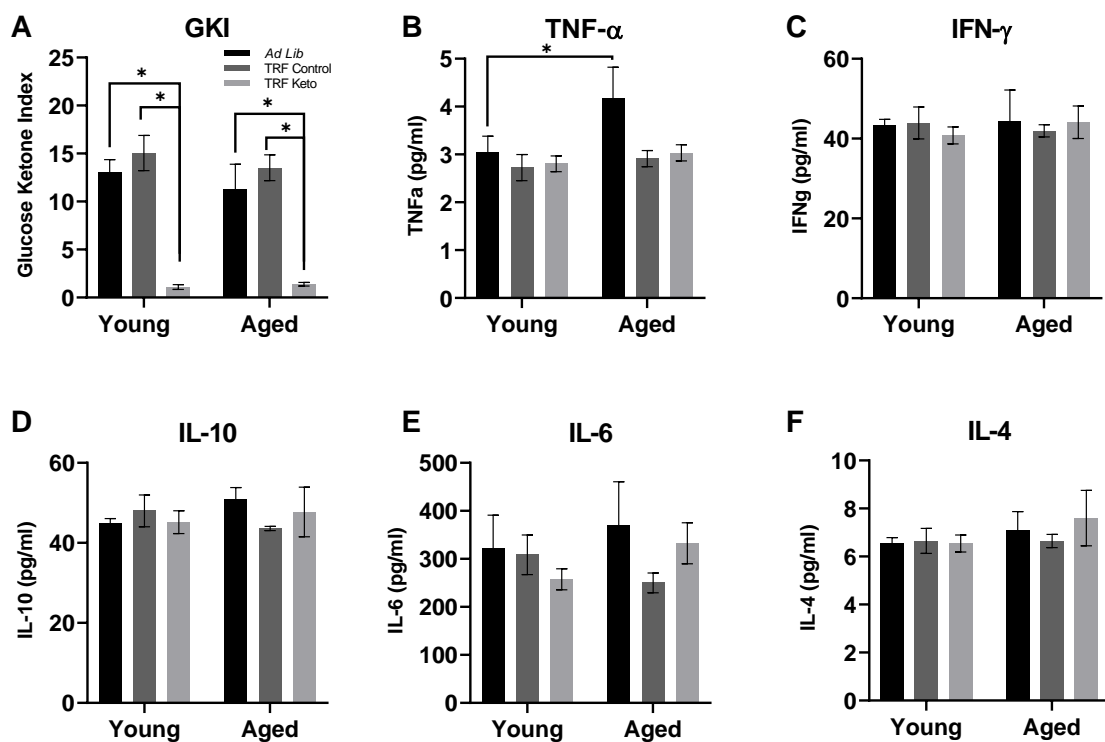 A
GKI
Glucose Ketone Index
25
20
15
10
5
0
Ad Lib
TRF Control
TRF Keto
*
*
*
*
Young
Aged
B
TNF-α
TNFa (pg/ml)
5
4
3
2
1
0
*
Young
Aged
C
IFN-γ
IFNg (pg/ml)
60
40
20
0
Young
Aged
D
IL-10
IL-10 (pg/ml)
60
40
20
0
Young
Aged
E
IL-6
IL-6 (pg/ml)
500
400
300
200
100
0
Young
Aged
F
IL-4
IL-4 (pg/ml)
10
8
6
4
2
0
Young
Aged